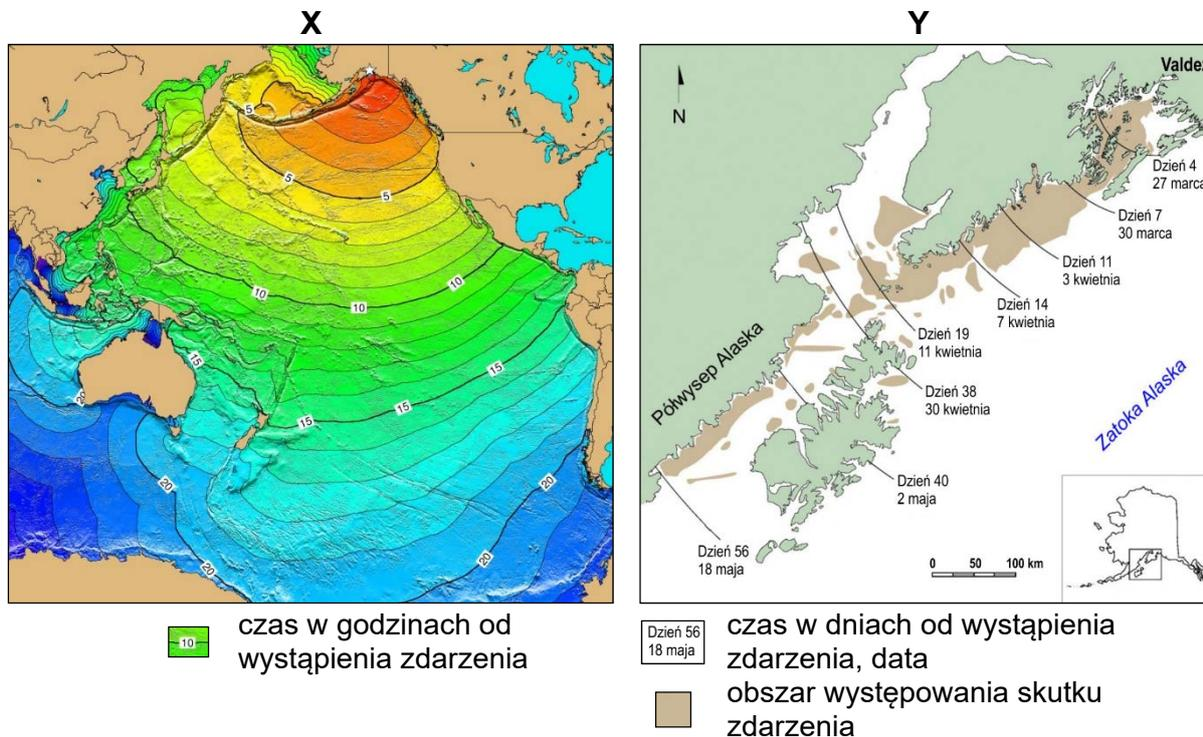 X
Y
5
5
5
10
10
10
15
15
15
15
20
20
20
20
20
N
Valdez
Dzień 4
27 marca
Dzień 7
30 marca
Dzień 11
3 kwietnia
Dzień 14
7 kwietnia
Dzień 19
11 kwietnia
Dzień 38
30 kwietnia
Półwysep Alaska
Zatoka Alaska
Dzień 40
2 maja
Dzień 56
18 maja
0 50 100 km
10
czas w godzinach od
wystąpienia zdarzenia
Dzień 56
18 maja
czas w dniach od wystąpienia
zdarzenia, data
obszar występowania skutku
zdarzenia